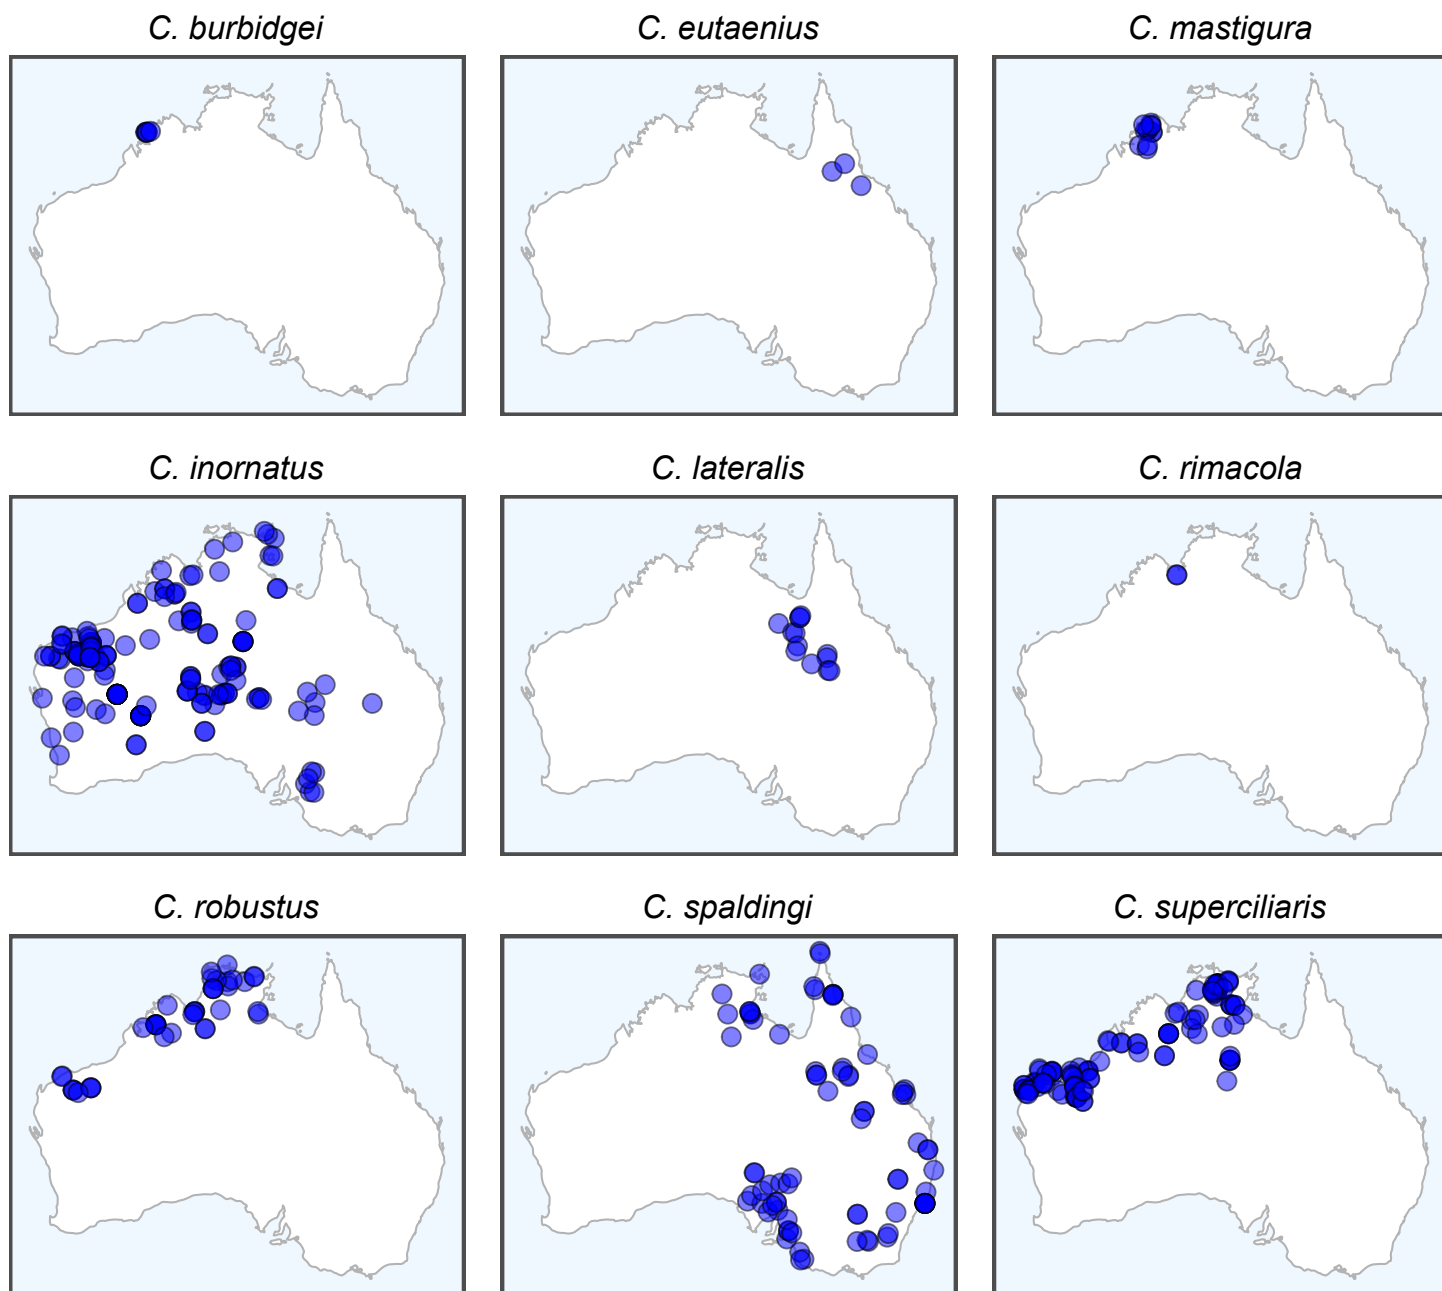 C. burbidgei
C. eutaenius
C. mastigura
C. inornatus
C. lateralis
C. rimacola
C. robustus
C. spaldingi
C. superciliaris